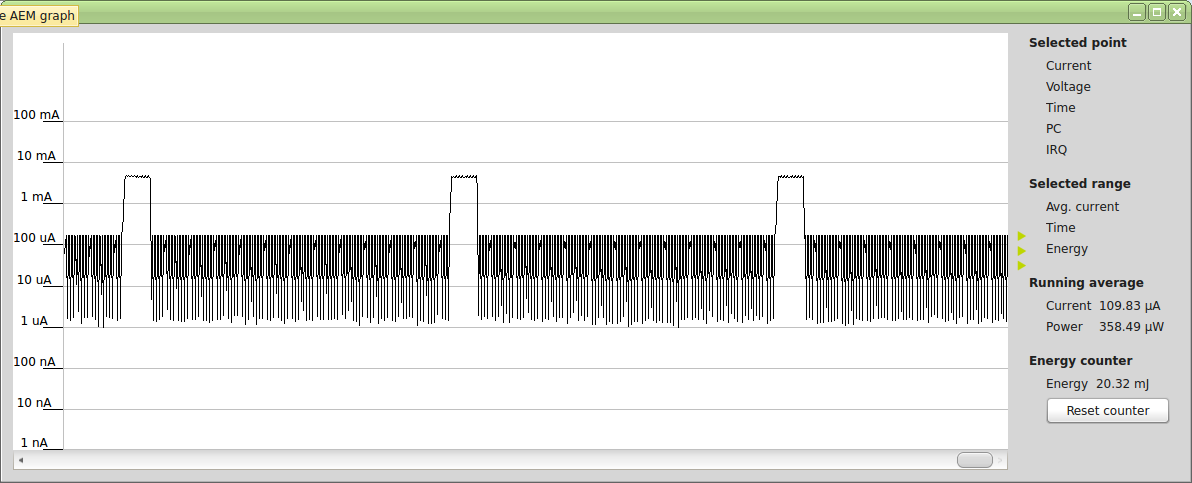 e AEM graph
100 mA
10 mA
1 mA
100 uA
10 uA
1 uA
100 nA
10 nA
1 nA
Selected point
Current
Voltage
Time
PC
IRQ
Selected range
Avg. current
Time
Energy
Running average
Current 109.83 µA
Power 358.49 µW
Energy counter
Energy 20.32 mJ
Reset counter